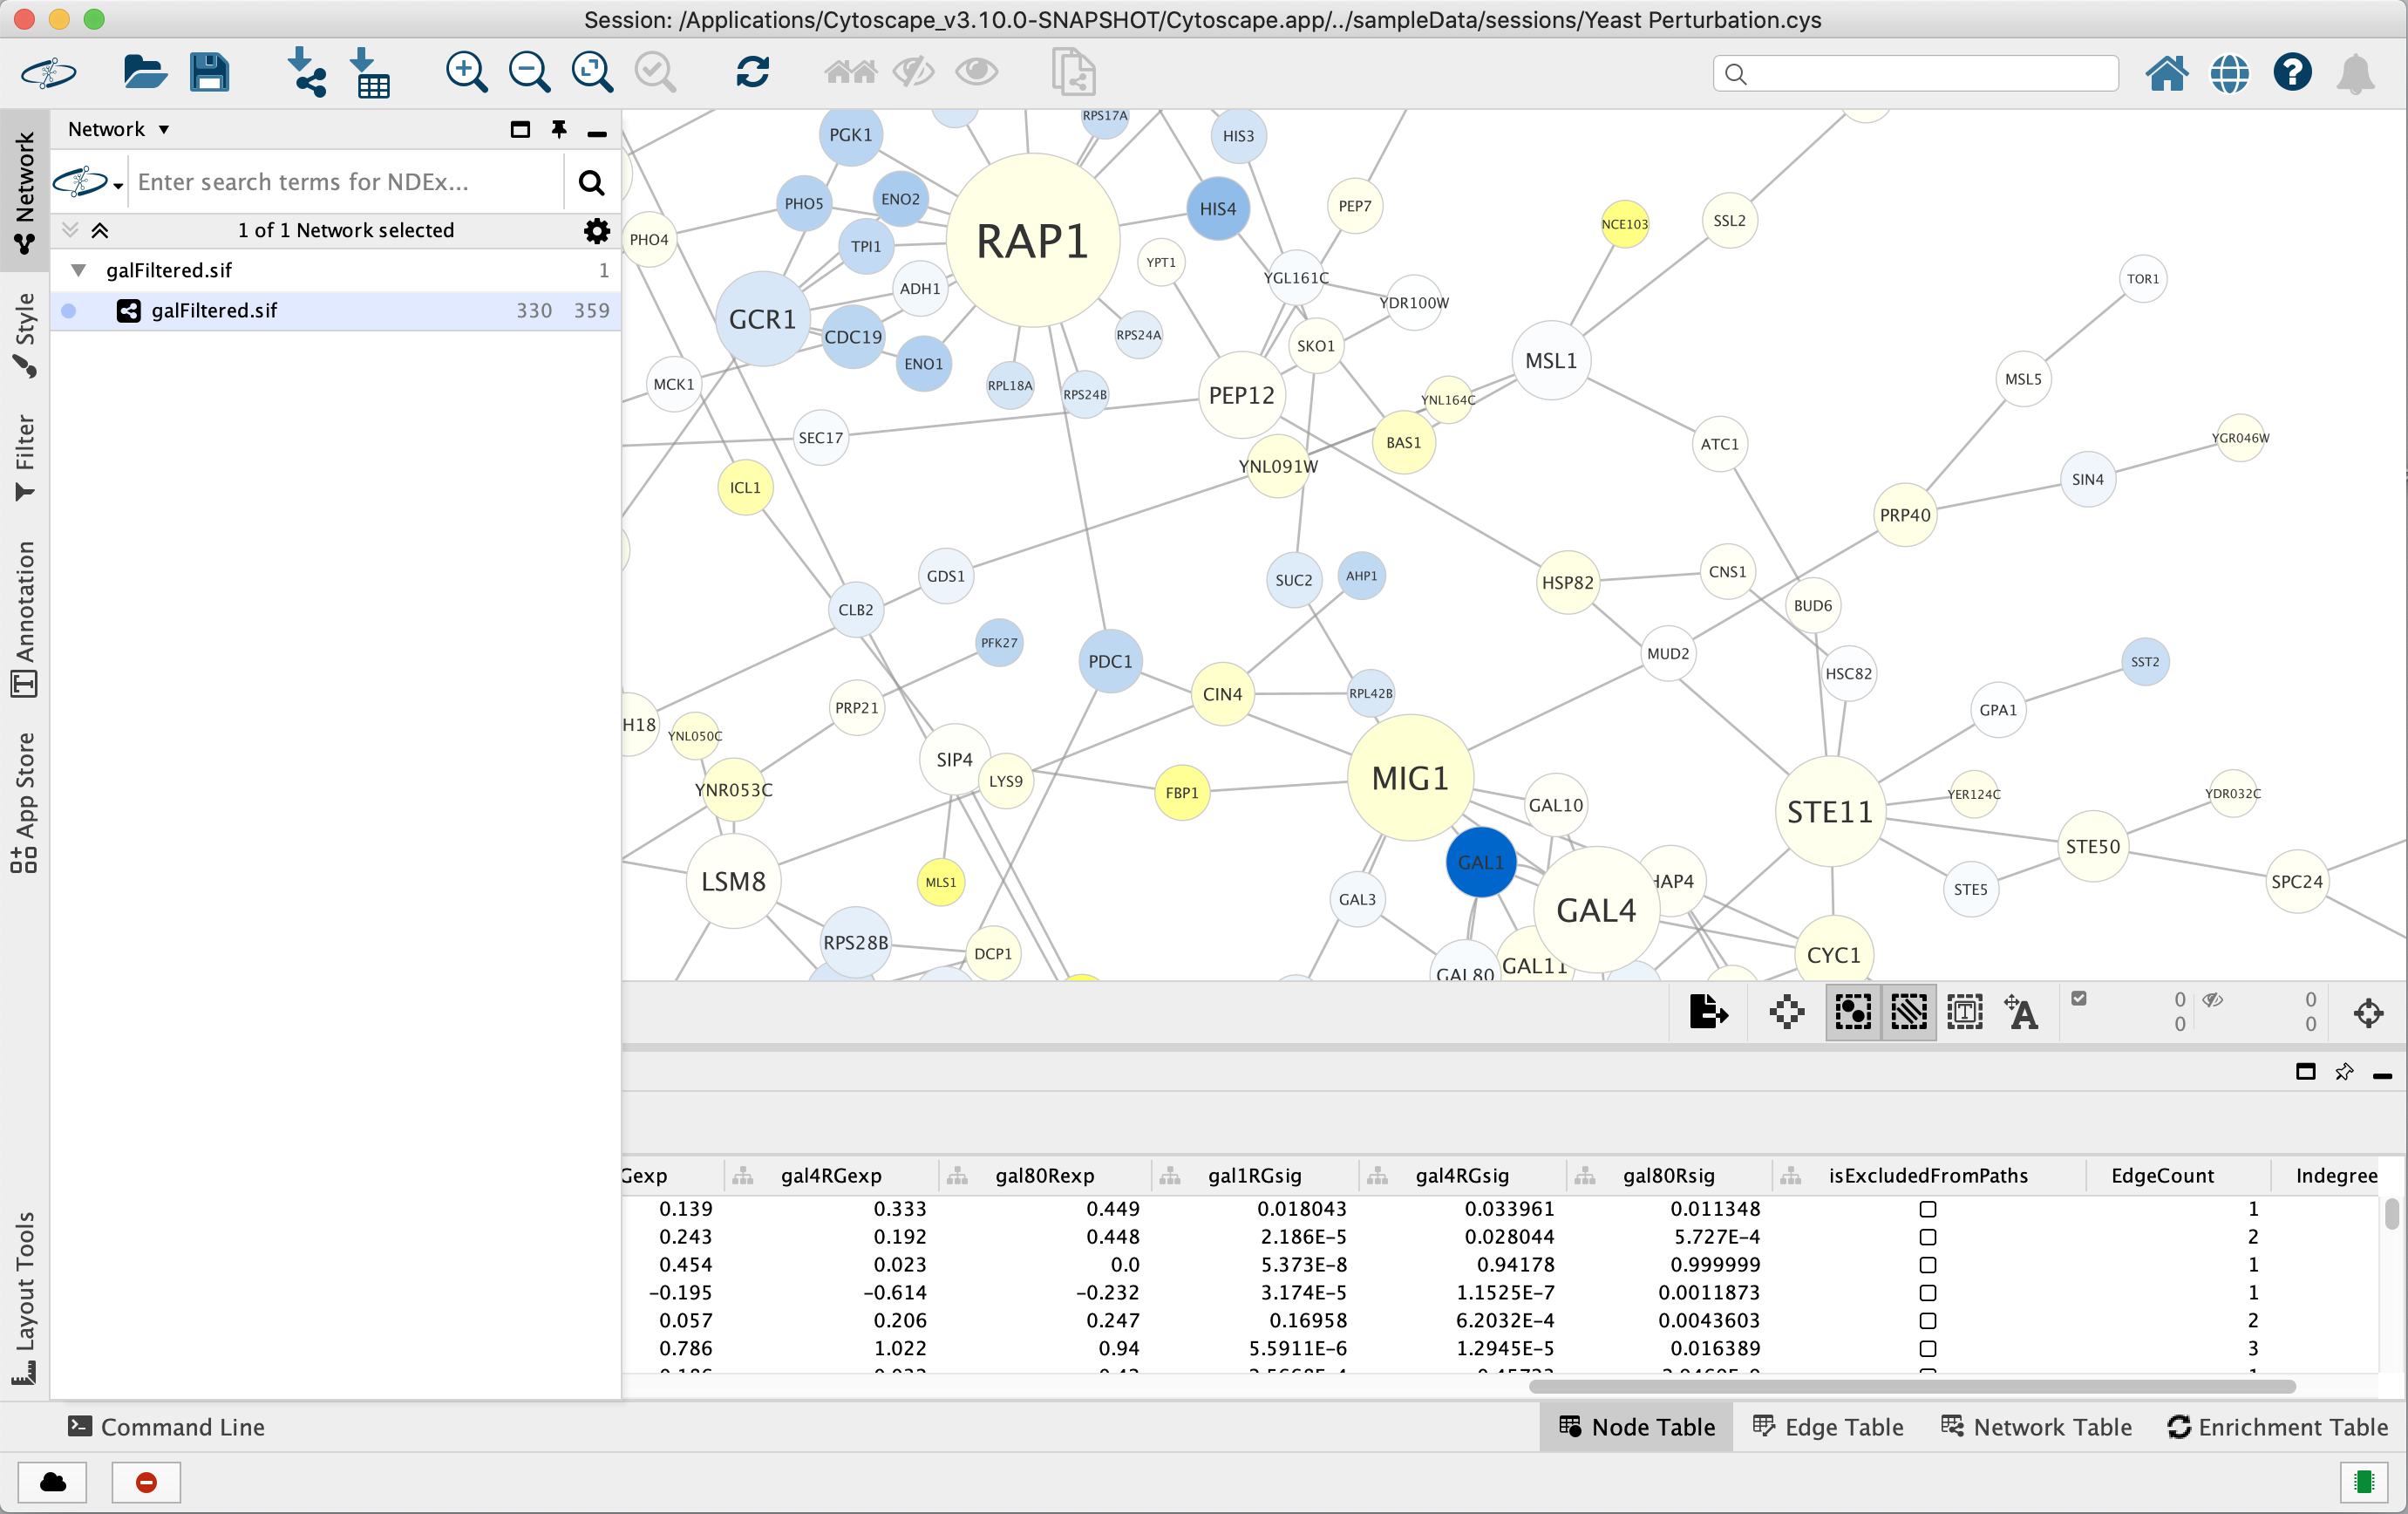 Session: /Applications/Cytoscape_v3.10.0-SNAPSHOT/Cytoscape.app/../sampleData/sessions/Yeast Perturbation.cys
Network
Style
Filter
Annotation
App Store
Layout Tools
Network
Enter search terms for NDEx...
1 of 1 Network selected
galFiltered.sif 1
galFiltered.sif 330 359
PGK1
RPS17A
HIS3
PHO5
ENO2
HIS4
PEP7
NCE103
SSL2
PHO4
TPI1
RAP1
YPT1
YGL161C
TOR1
ADH1
YDR100W
GCR1
CDC19
RPS24A
SKO1
ENO1
MSL1
MCK1
RPL18A
RPS24B
PEP12
YNL164C
MSL5
SEC17
BAS1
ATC1
YGR046W
YNL091W
SIN4
ICL1
PRP40
GDS1
SUC2
AHP1
HSP82
CNS1
CLB2
BUD6
PFK27
PDC1
MUD2
SST2
HSC82
PRP21
CIN4
RPL42B
GPA1
H18
YNL050C
SIP4
LYS9
MIG1
YNR053C
FBP1
GAL10
STE11
YER124C
YDR032C
LSM8
MLS1
GAL1
HAP4
STE50
SPC24
GAL3
GAL4
STE5
RPS28B
DCP1
GAL80
GAL11
CYC1
0 0
0 0
Gexp gal4RGexp gal80Rexp gal1RGsig gal4RGsig gal80Rsig isExcludedFromPaths EdgeCount Indegree
0.139 0.333 0.449 0.018043 0.033961 0.011348 1
0.243 0.192 0.448 2.186E-5 0.028044 5.727E-4 2
0.454 0.023 0.0 5.373E-8 0.94178 0.999999 1
-0.195 -0.614 -0.232 3.174E-5 1.1525E-7 0.0011873 1
0.057 0.206 0.247 0.16958 6.2032E-4 0.0043603 2
0.786 1.022 0.94 5.5911E-6 1.2945E-5 0.016389 3
Command Line
Node Table
Edge Table
Network Table
Enrichment Table